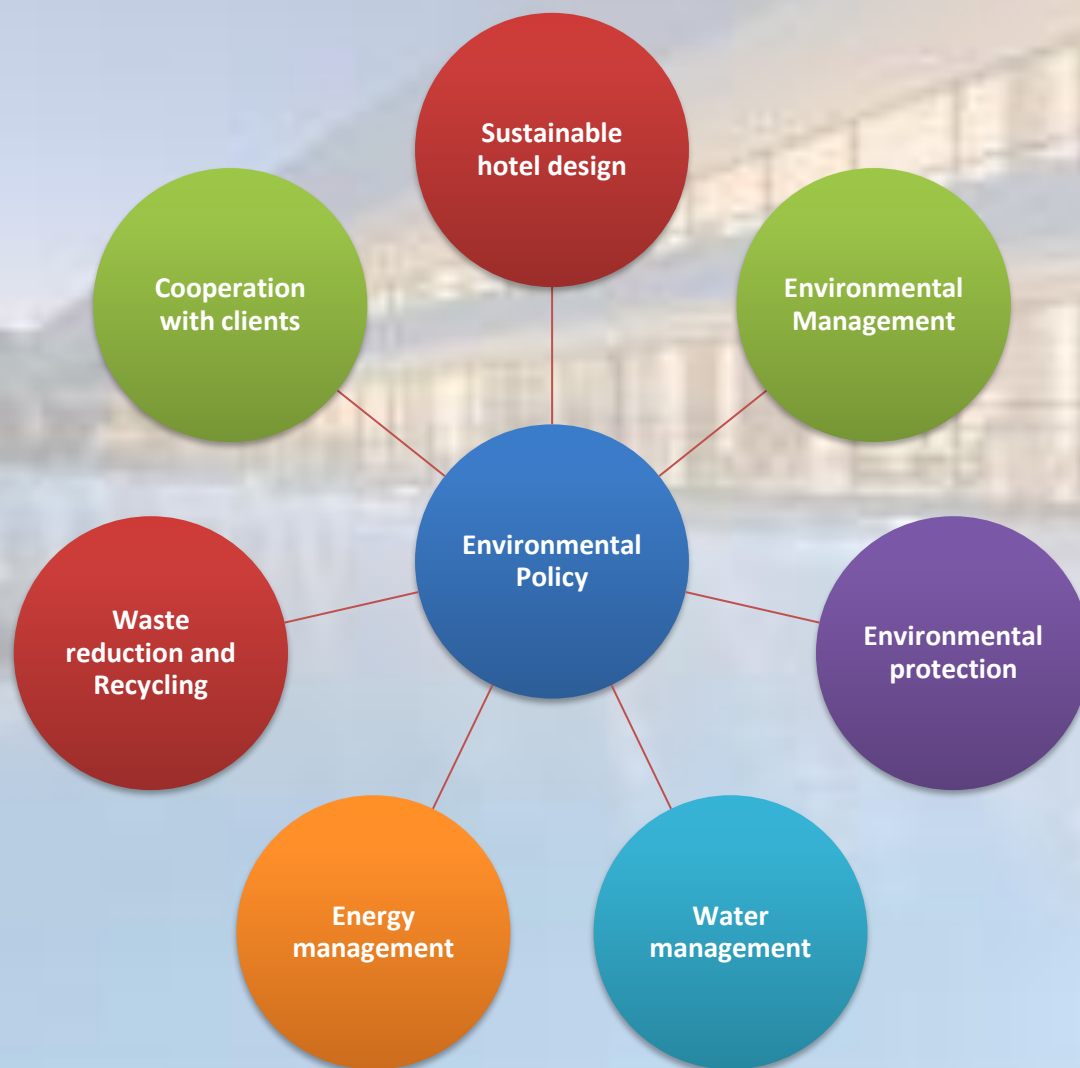 Sustainable
hotel design
Cooperation
with clients
Environmental
Management
Environmental
Policy
Waste
reduction and
Recycling
Environmental
protection
Energy
management
Water
management